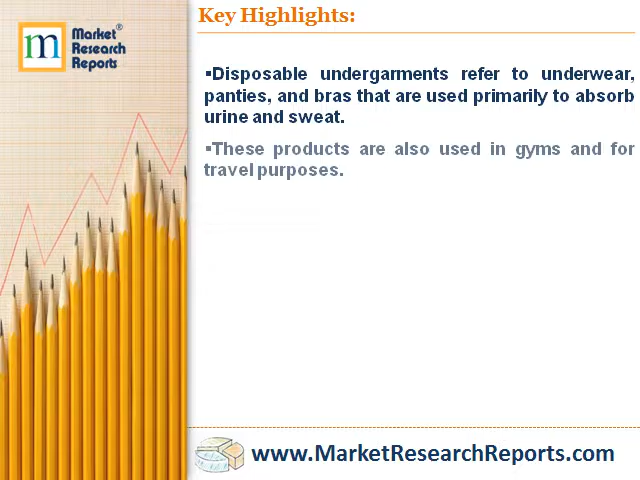 Key Highlights:
m Market®
Research
Reports
▪Disposable undergarments refer to underwear,
panties, and bras that are used primarily to absorb
urine and sweat.
▪These products are also used in gyms and for
travel purposes.
www.MarketResearchReports.com